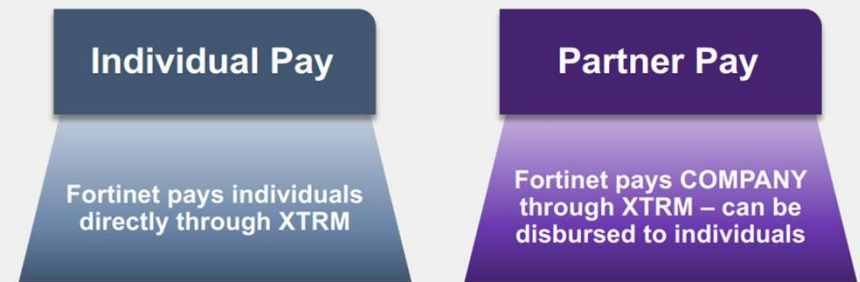 Individual Pay
Fortinet pays individuals
directly through XTRM
Partner Pay
Fortinet pays COMPANY
through XTRM – can be
disbursed to individuals